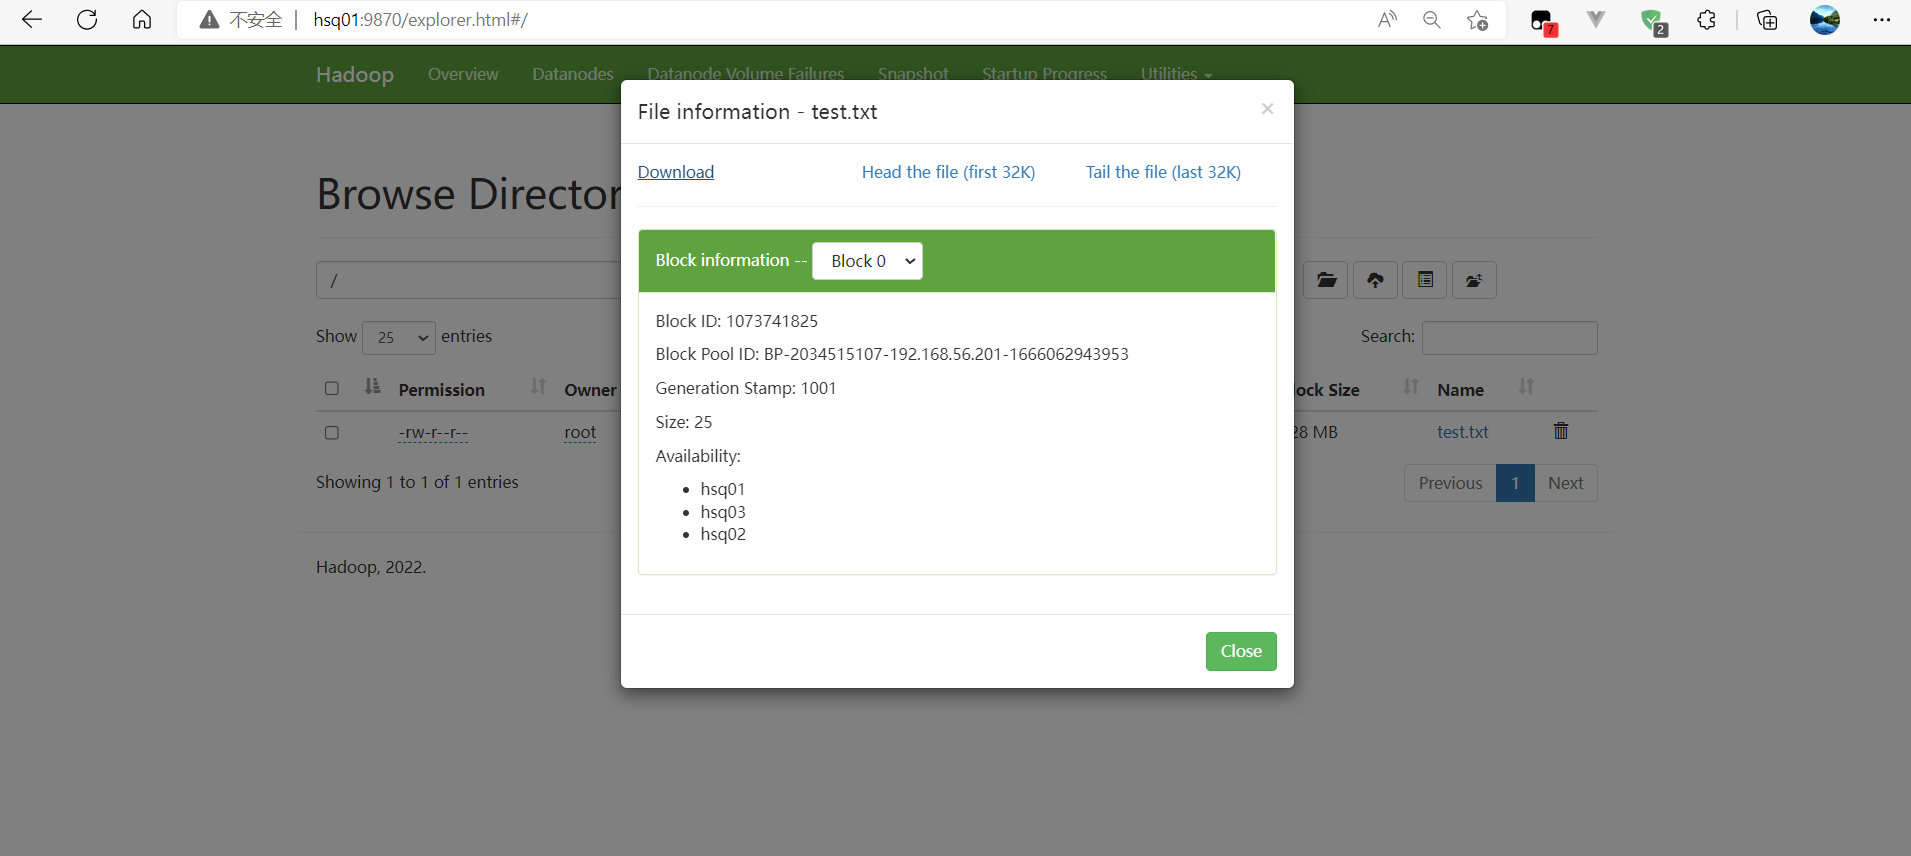 不安全 | hsq01:9870/explorer.html#/
7
2
Hadoop Overview Datanodes Datanode Volume Failures Snapshot Startup Progress Utilities
File information - test.txt ×
Download Head the file (first 32K) Tail the file (last 32K)
Browse Director
Block information -- Block 0
/
Block ID: 1073741825
Show 25 entries
Search:
Block Pool ID: BP-2034515107-192.168.56.201-1666062943953
Generation Stamp: 1001
Permission Owner lock Size Name
Size: 25
-rw-r--r-- root 28 MB test.txt
Availability:
Showing 1 to 1 of 1 entries
Previous 1 Next
• hsq01
• hsq03
• hsq02
Hadoop, 2022.
Close